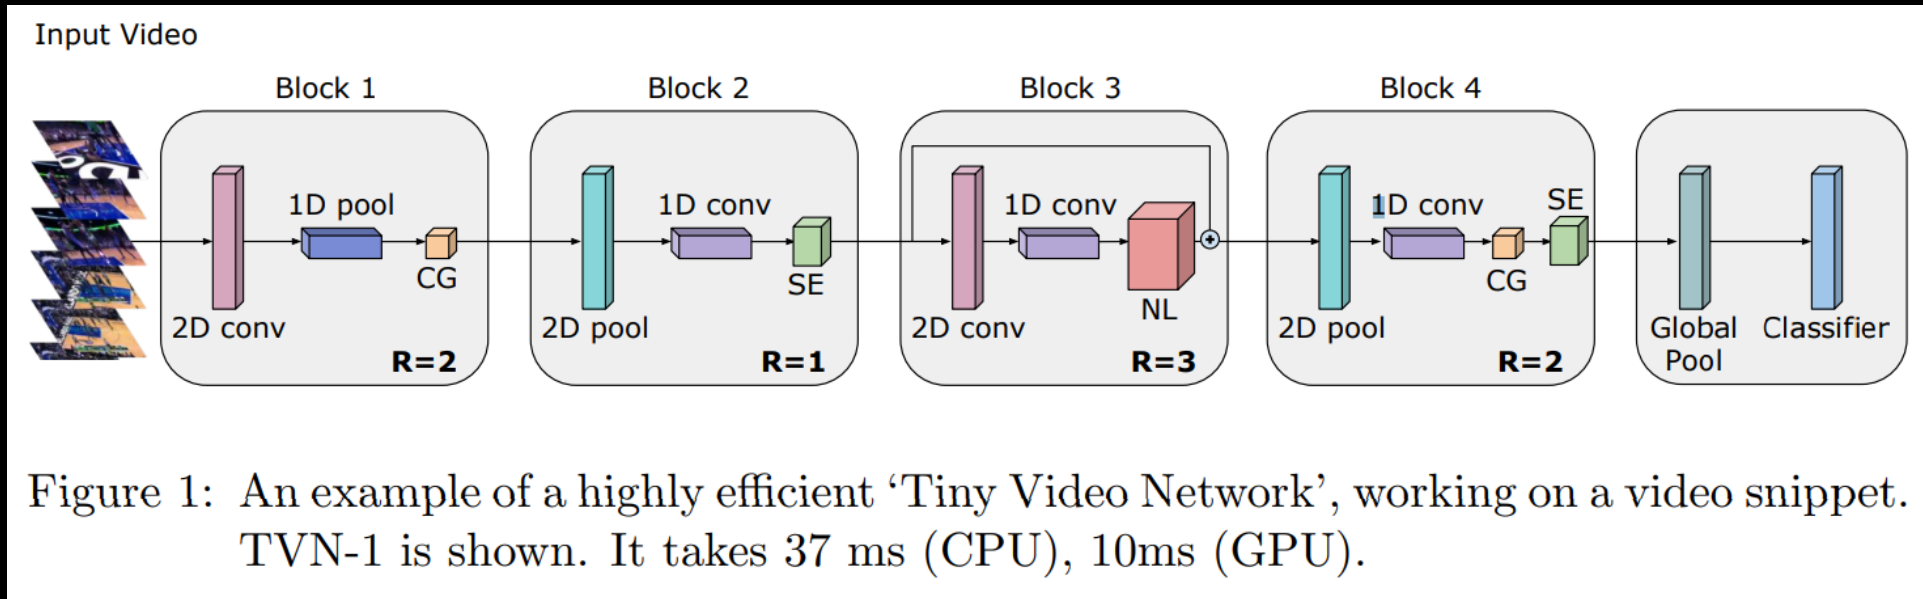 Input Video
Block 1
Block 2
Block 3
Block 4
2D conv
1D pool
CG
R=2
2D pool
1D conv
SE
R=1
2D conv
1D conv
NL
R=3
2D pool
1D conv
CG
SE
R=2
Global
Pool
Classifier
Figure 1: An example of a highly efficient ‘Tiny Video Network’, working on a video snippet.
TVN-1 is shown. It takes 37 ms (CPU), 10ms (GPU).